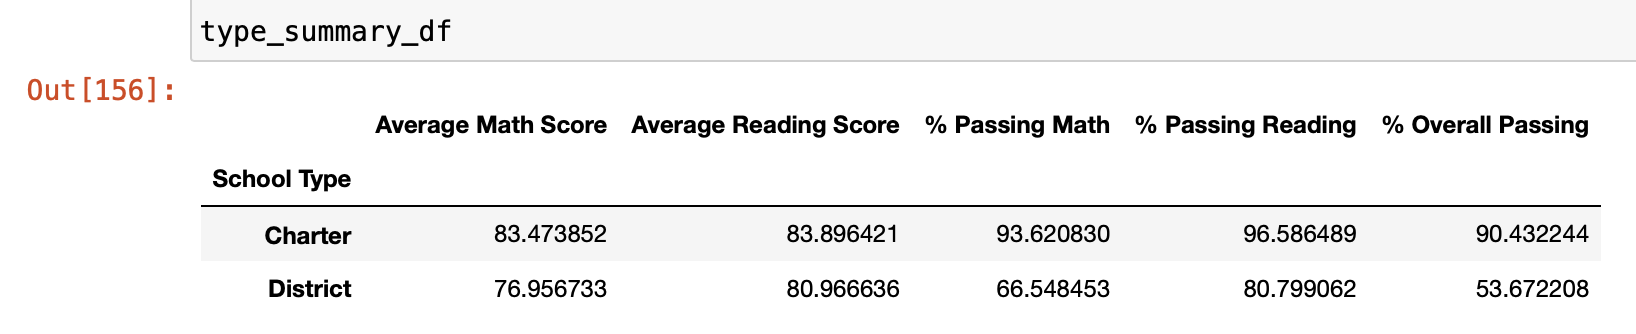 type_summary_df
Out[156]:
Average Math Score Average Reading Score % Passing Math % Passing Reading % Overall Passing
School Type
Charter 83.473852 83.896421 93.620830 96.586489 90.432244
District 76.956733 80.966636 66.548453 80.799062 53.672208